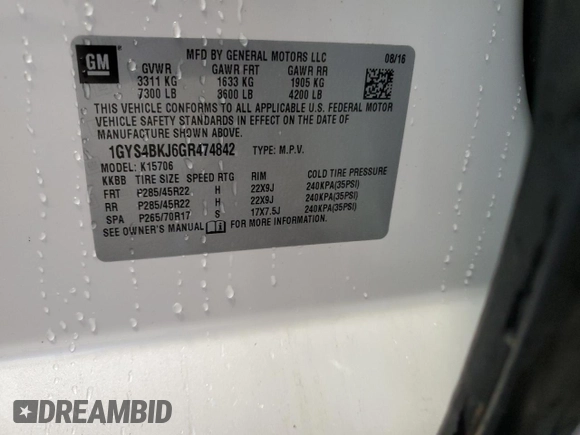 GM
MFD BY GENERAL MOTORS LLC 08/16
GVWR GAWR FRT GAWR RR
3311 KG 1633 KG 1905 KG
7300 LB 3600 LB 4200 LB
THIS VEHICLE CONFORMS TO ALL APPLICABLE U.S. FEDERAL MOTOR
VEHICLE SAFETY STANDARDS IN EFFECT ON THE DATE OF
MANUFACTURE SHOWN ABOVE.
1GYS4BKJ6GR474842 TYPE: M.P.V.
MODEL: K15706
KKBB TIRE SIZE SPEED RTG RIM COLD TIRE PRESSURE
FRT P285/45R22 H 22X9J 240KPA(35PSI)
RR P285/45R22 H 22X9J 240KPA(35PSI)
SPA P265/70R17 S 17X7.5J 240KPA(35PSI)
SEE OWNER'S MANUAL FOR MORE INFORMATION.
DREAMBID